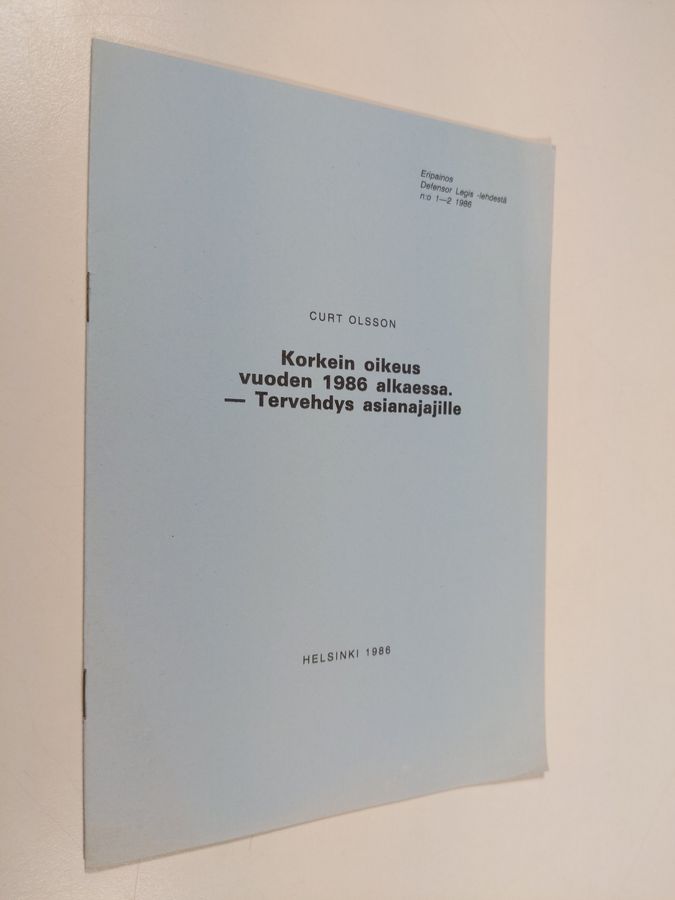 Eripainos
Defensor Legis -lehdestä
n:o 1—2 1986
CURT OLSSON
Korkein oikeus
vuoden 1986 alkaessa.
— Tervehdys asianajajille
HELSINKI 1986